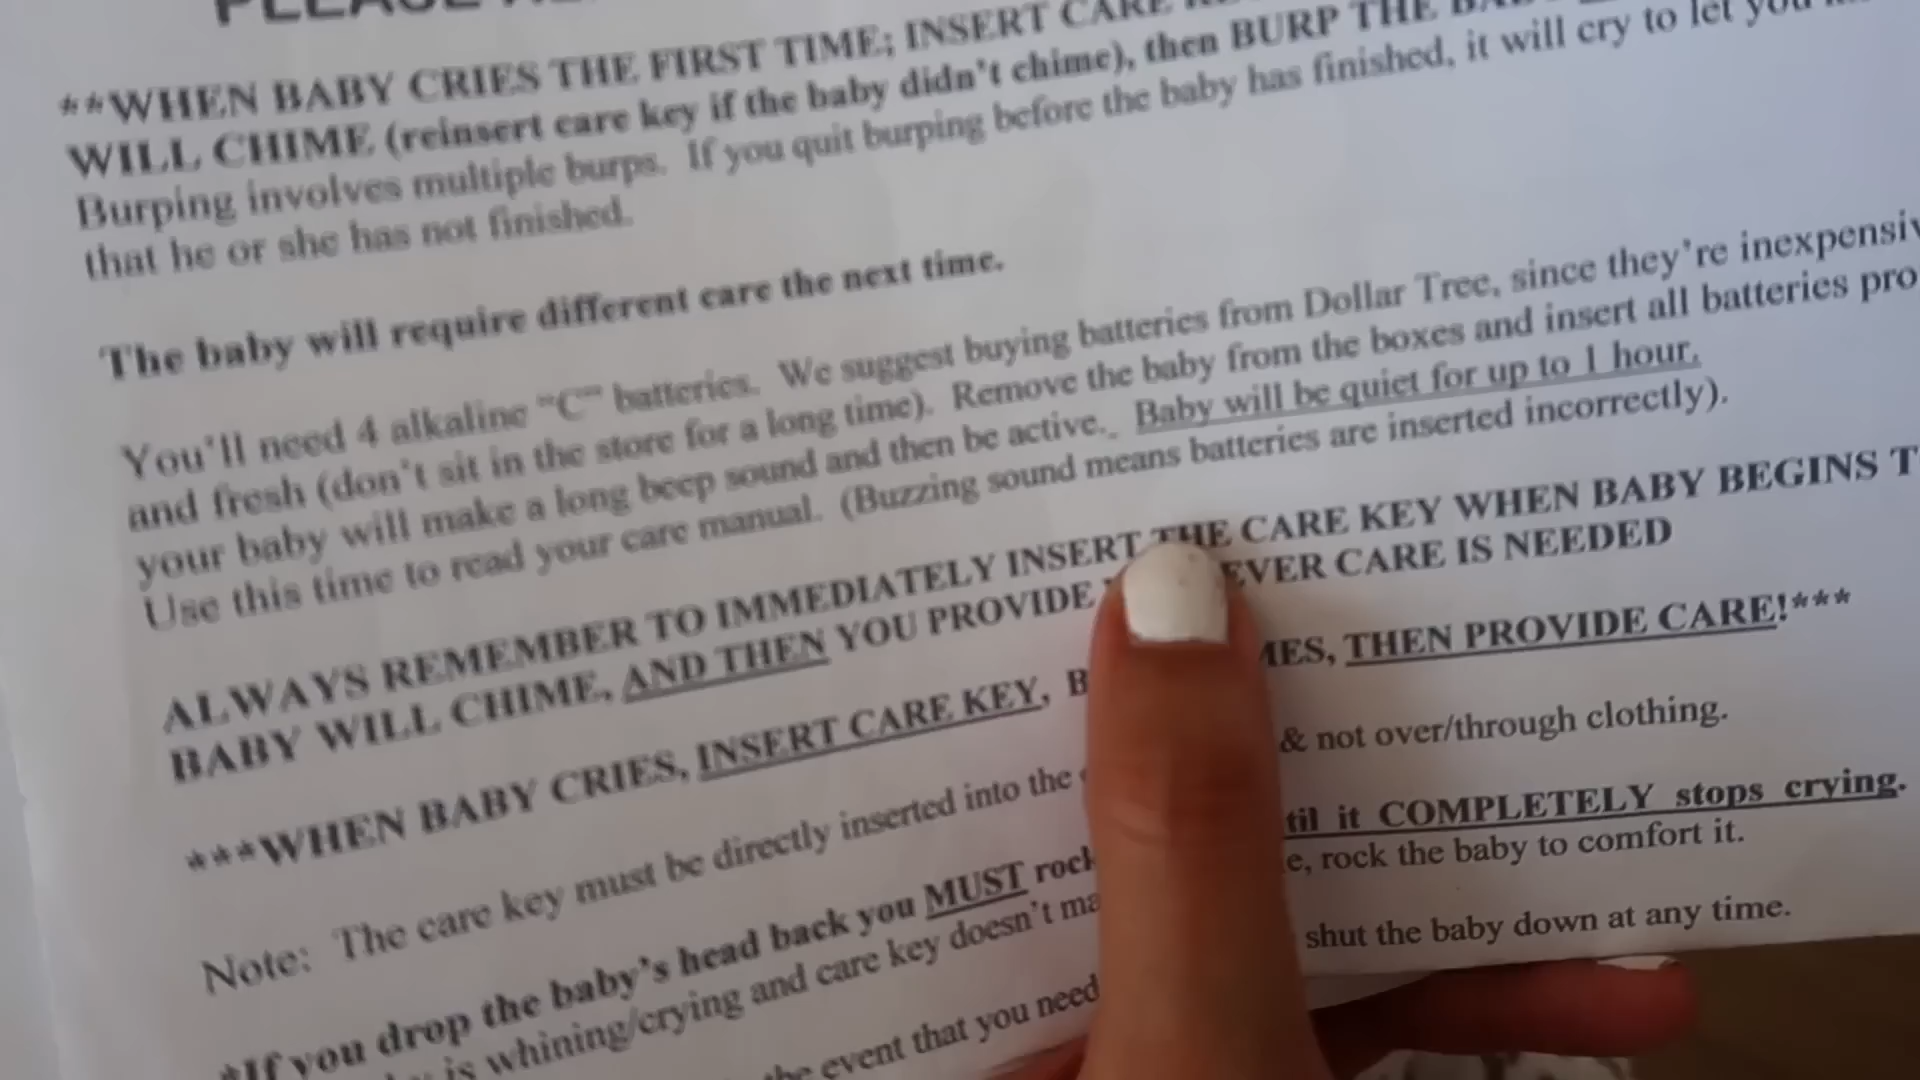 PLEASE
**WHEN BABY CRIES THE FIRST TIME; INSERT CARE
WILL CHIME (reinsert care key if the baby didn't chime), then BURP THE
Burping involves multiple burps. If you quit burping before the baby has finished, it will cry to let you
that he or she has not finished.
The baby will require different care the next time.
You'll need 4 alkaline "C" batteries. We suggest buying batteries from Dollar Tree, since they're
and fresh (don't sit in the store for a long time). Remove the baby from the boxes and insert all batteries
your baby will make a long beep sound and then be active. Baby will be quiet for up to 1 hour.
Use this time to read your care manual. (Buzzing sound means batteries are inserted incorrectly).
ALWAYS REMEMBER TO IMMEDIATELY INSERT THE CARE KEY WHEN BABY BEGINS
BABY WILL CHIME, AND THEN YOU PROVIDE EVER CARE IS NEEDED
***WHEN BABY CRIES, INSERT CARE KEY, THEN PROVIDE CARE!***
Note: The care key must be directly inserted into the & not over/through clothing.
*If you drop the baby's head back you MUST rock til it COMPLETELY stops crying.
is whining/crying and care key doesn't rock the baby to comfort it.
the event that you need shut the baby down at any time.